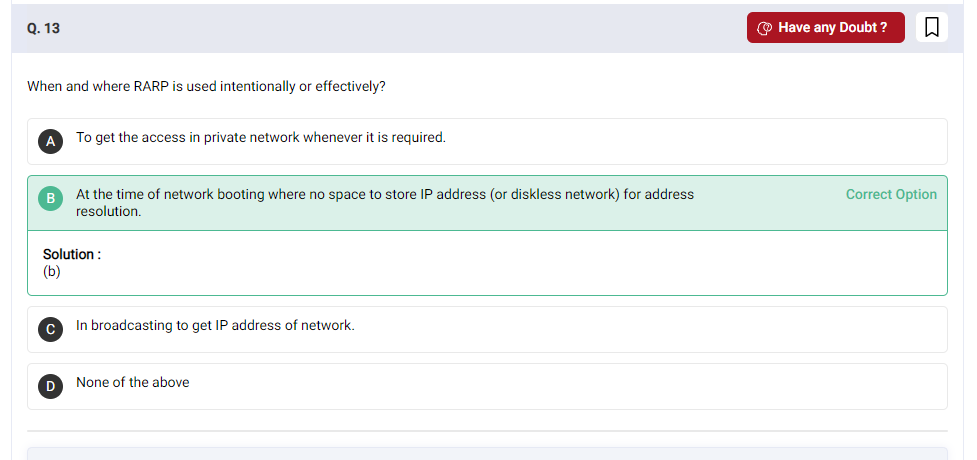 Q. 13
Have any Doubt ?
When and where RARP is used intentionally or effectively?
A
To get the access in private network whenever it is required.
B
At the time of network booting where no space to store IP address (or diskless network) for address
resolution.
Correct Option
Solution :
(b)
C
In broadcasting to get IP address of network.
D
None of the above